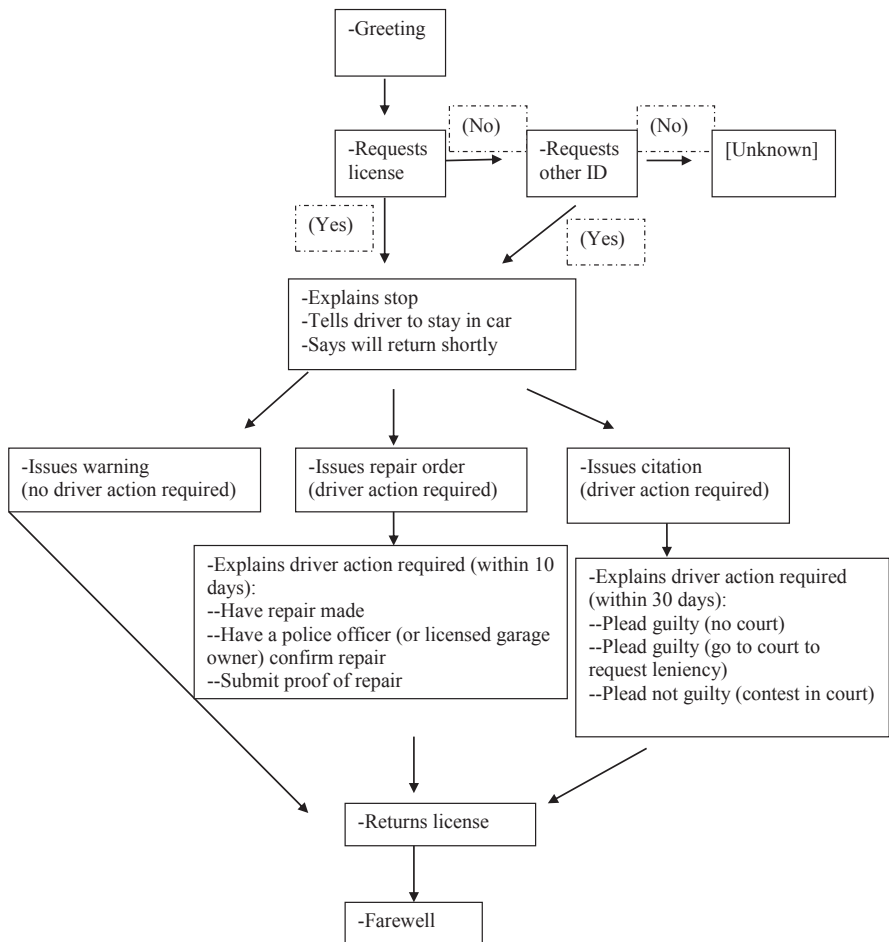 -Greeting
(No)
(No)
-Requests
license
-Requests
other ID
[Unknown]
(Yes)
(Yes)
-Explains stop
-Tells driver to stay in car
-Says will return shortly
-Issues warning
(no driver action required)
-Issues repair order
(driver action required)
-Issues citation
(driver action required)
-Explains driver action required (within 10
days):
--Have repair made
--Have a police officer (or licensed garage
owner) confirm repair
--Submit proof of repair
-Explains driver action required
(within 30 days):
--Plead guilty (no court)
--Plead guilty (go to court to
request leniency)
--Plead not guilty (contest in court)
-Returns license
-Farewell